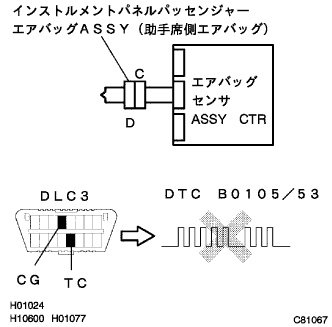 インストルメントパネルパッセンジャー
エアバッグASSY（助手席側エアバッグ）
C
D
エアバッグ
センサ
ASSY CTR
DLC3
CG
TC
DTC B0105／53
H01024
H10600 H01077
C81067